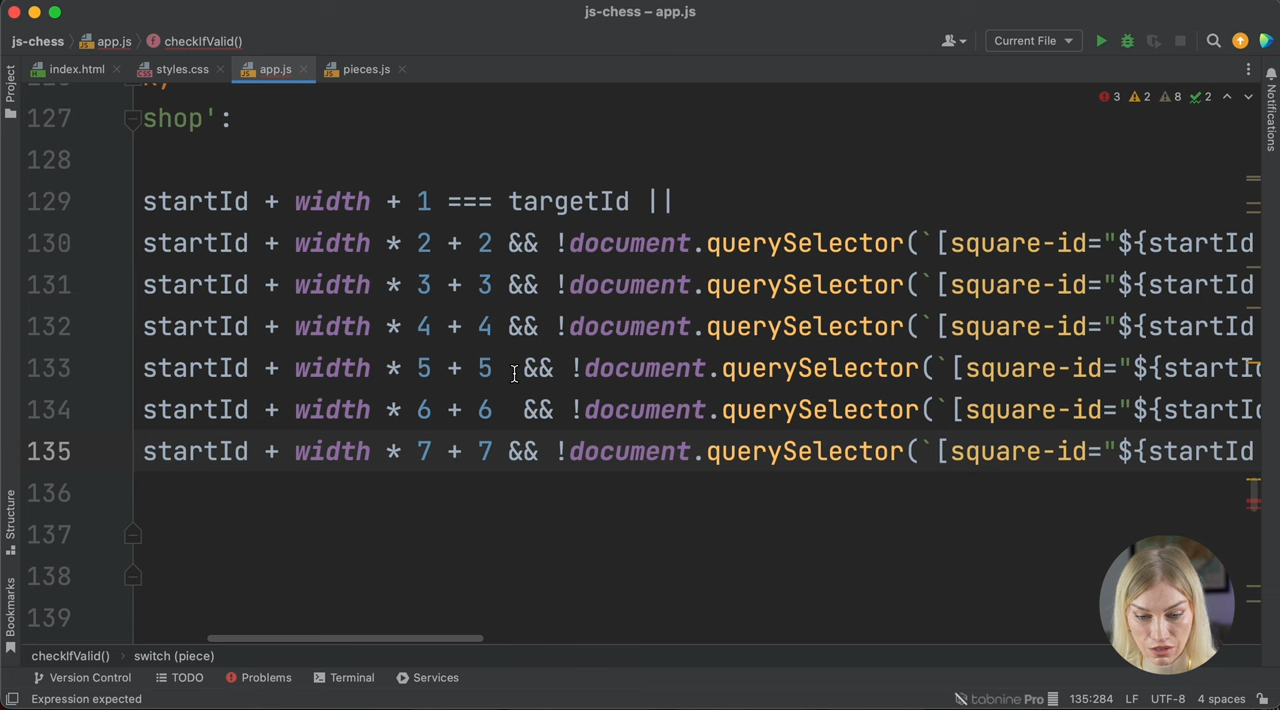 js-chess – app.js
js-chess app.js checkIfValid() Current File
index.html styles.css app.js pieces.js
Project
Notifications
3 2 8 2
127 shop':
128
129 startId + width + 1 === targetId ||
130 startId + width * 2 + 2 && !document.querySelector(`[square-id="${startId
131 startId + width * 3 + 3 && !document.querySelector(`[square-id="${startId
132 startId + width * 4 + 4 && !document.querySelector(`[square-id="${startId
133 startId + width * 5 + 5 && !document.querySelector(`[square-id="${startId
134 startId + width * 6 + 6 && !document.querySelector(`[square-id="${startId
135 startId + width * 7 + 7 && !document.querySelector(`[square-id="${startId
136
137
138
139
Structure
Bookmarks
checkIfValid() switch (piece)
Version Control TODO Problems Terminal Services
Expression expected tabnine Pro 135:284 LF UTF-8 4 spaces